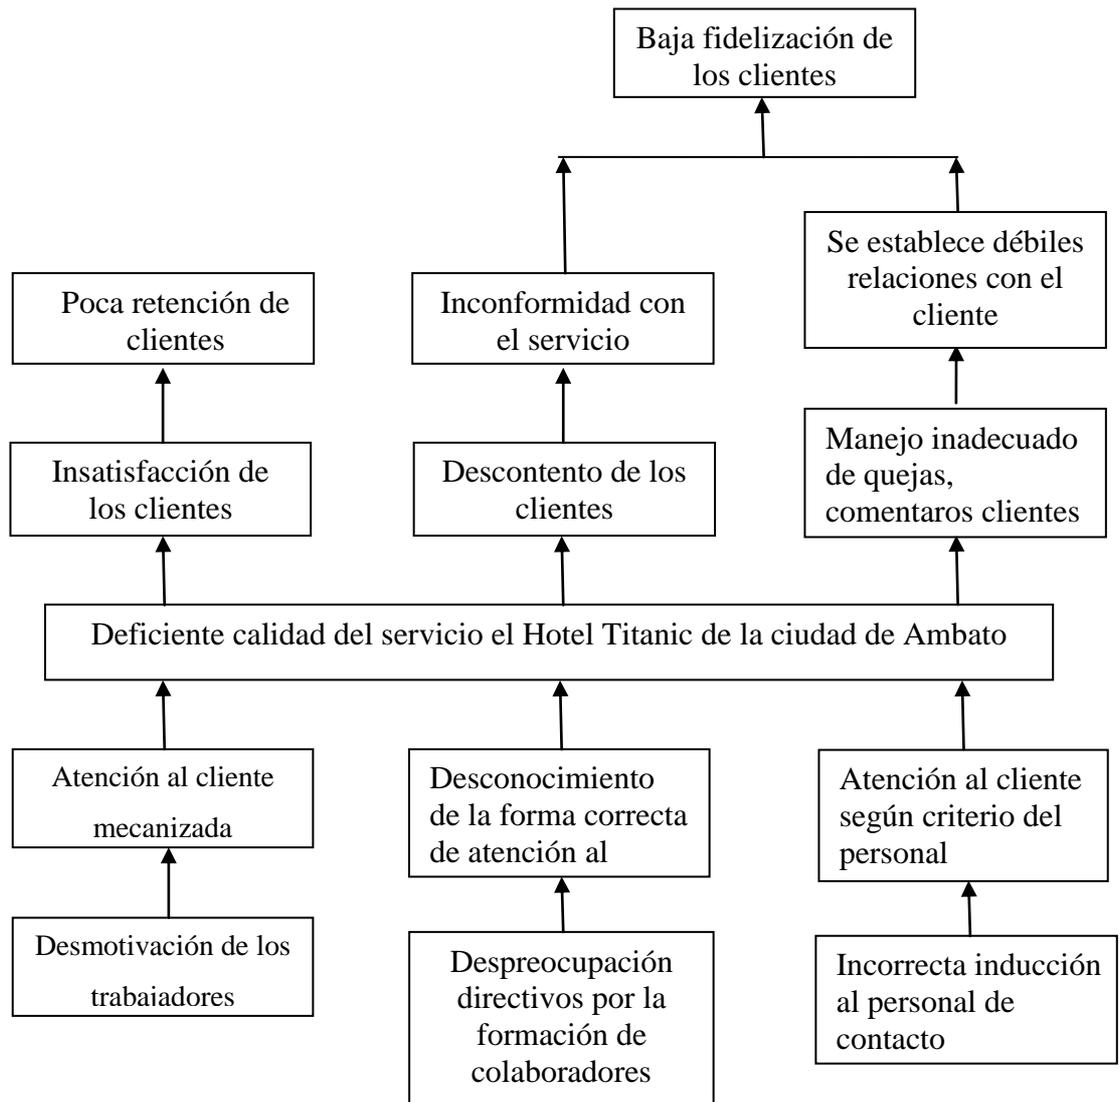 Baja fidelización de
los clientes
Se establece débiles
relaciones con el
cliente
Poca retención de
clientes
Inconformidad con
el servicio
Manejo inadecuado
de quejas,
comentaros clientes
Insatisfacción de
los clientes
Descontento de los
clientes
Deficiente calidad del servicio el Hotel Titanic de la ciudad de Ambato
Atención al cliente
mecanizada
Desconocimiento
de la forma correcta
de atención al
Atención al cliente
según criterio del
personal
Desmotivación de los
trabajadores
Despreocupación
directivos por la
formación de
colaboradores
Incorrecta inducción
al personal de
contacto